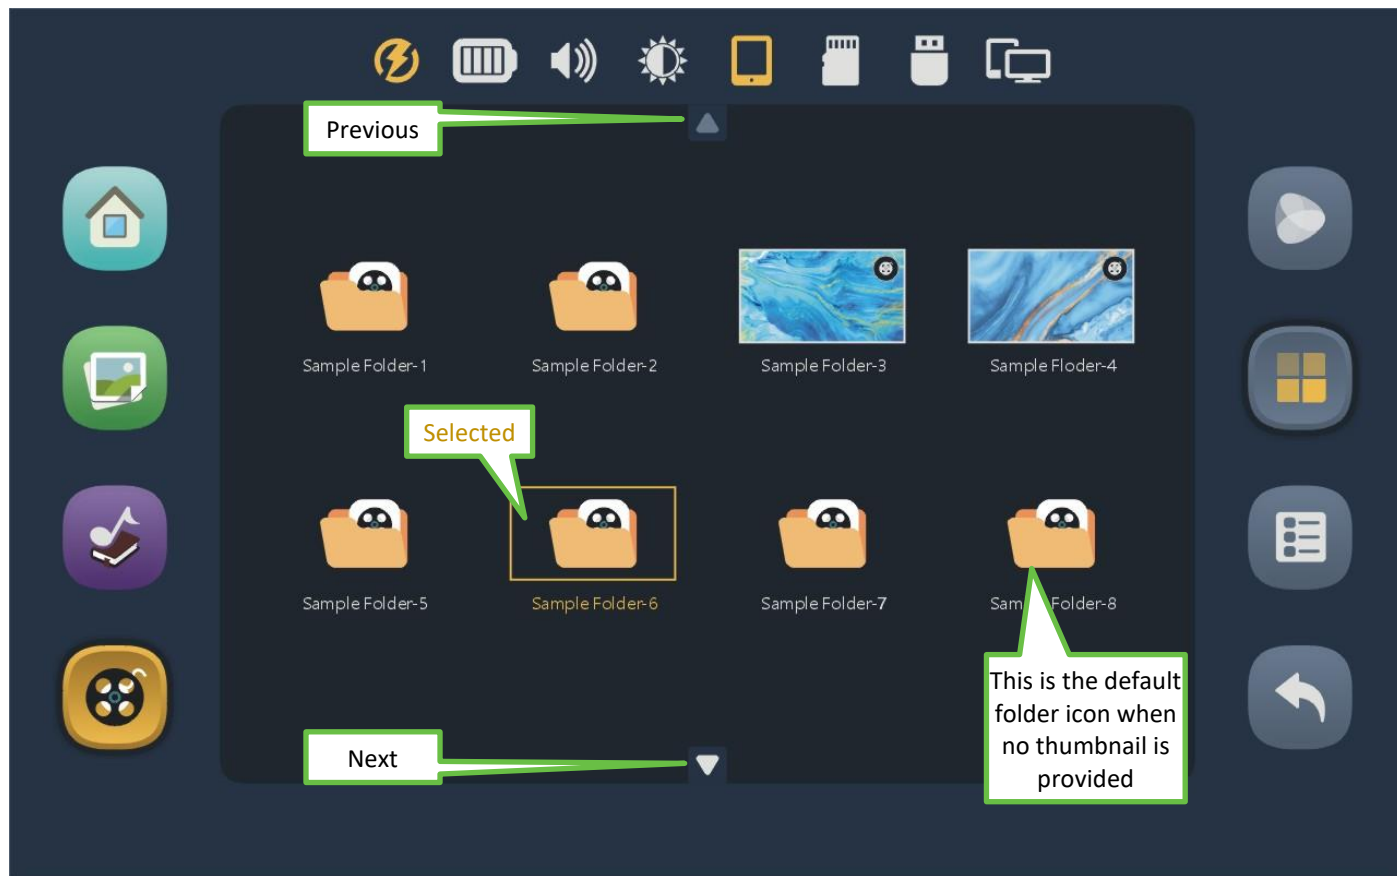 Previous
Sample Folder-1
Sample Folder-2
Sample Folder-3
Sample Floder-4
Selected
Sample Folder-5
Sample Folder-6
Sample Folder-7
Sam Folder-8
This is the default
folder icon when
no thumbnail is
provided
Next